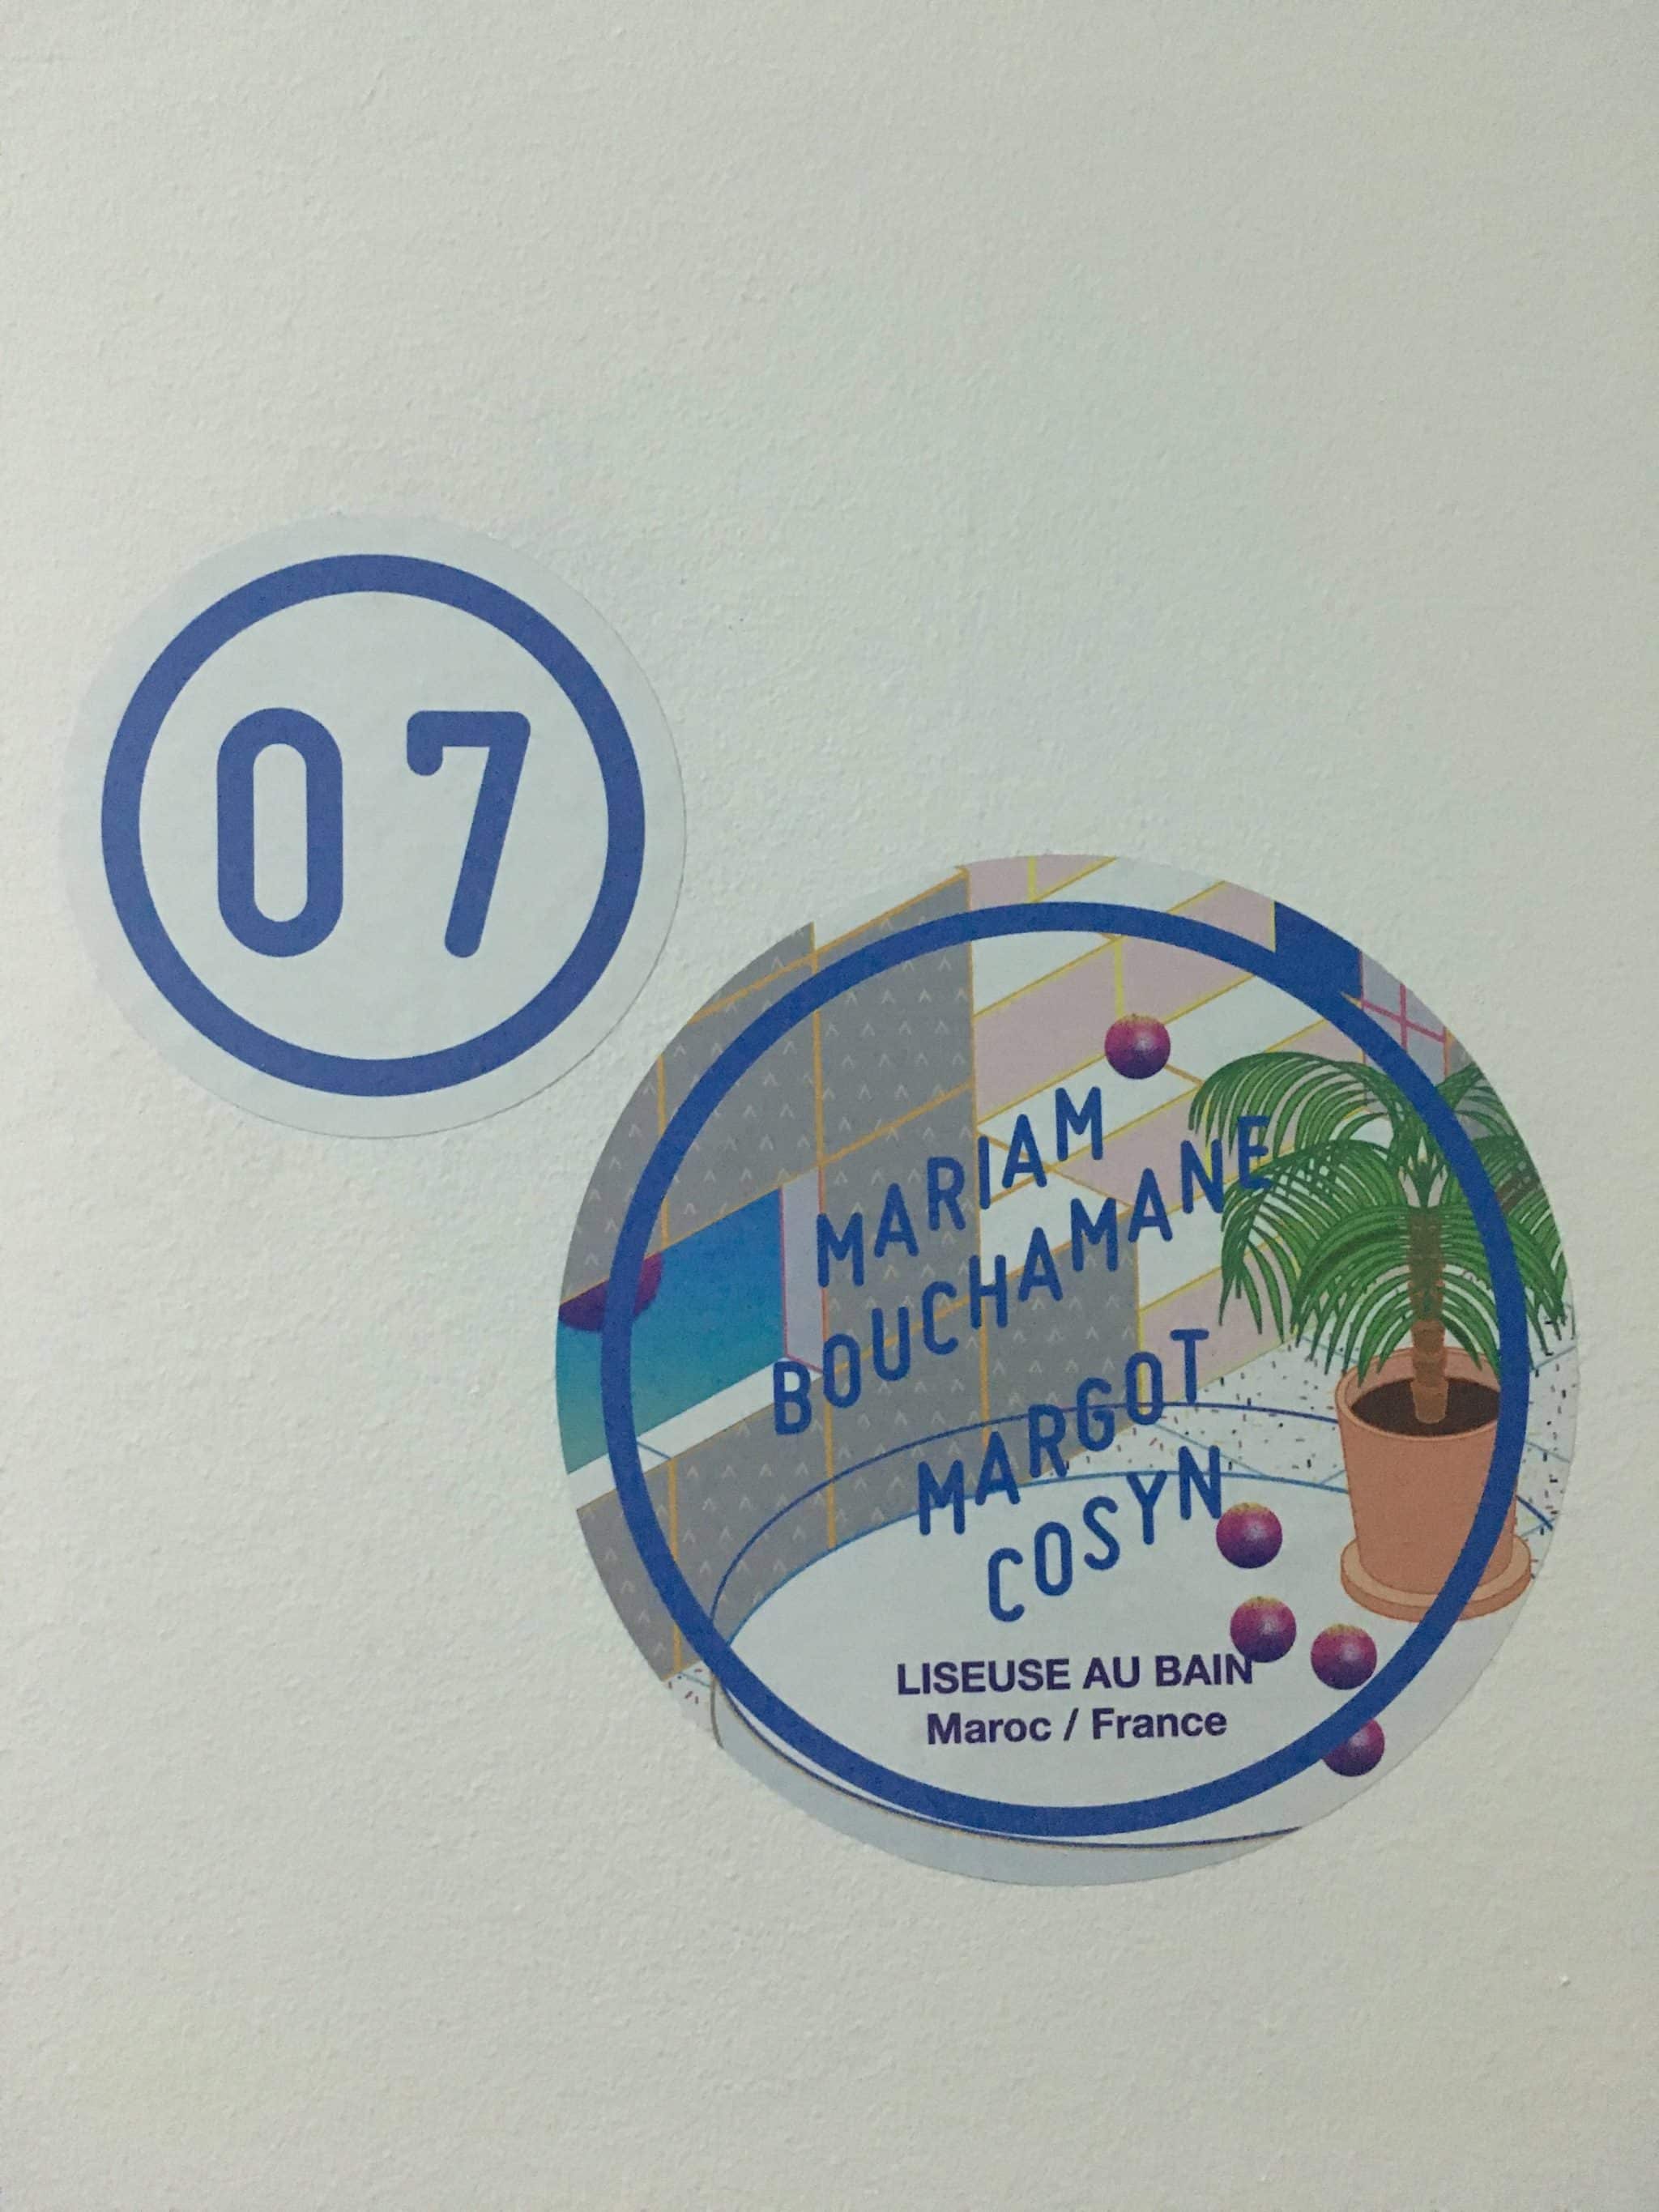 07
MARIAM
BOUCHAMANE
MARGOT
COSYN
LISEUSE AU BAIN
Maroc / France